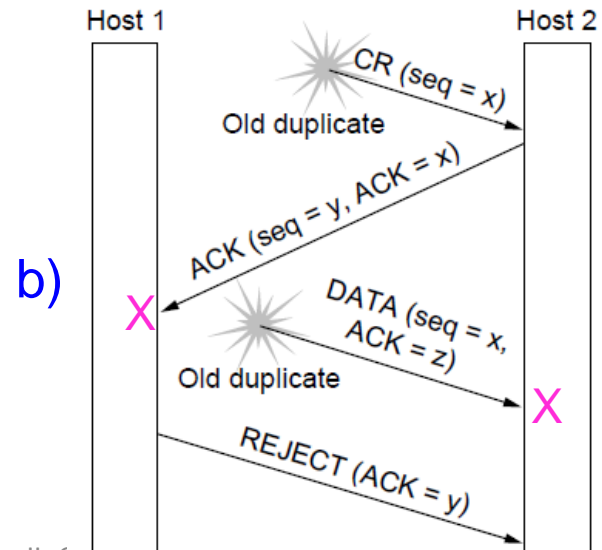 Host 1
Host 2
CR (seq = x)
Old duplicate
ACK (seq = y, ACK = x)
b)
X
DATA (seq = x,
ACK = z)
Old duplicate
X
REJECT (ACK = y)